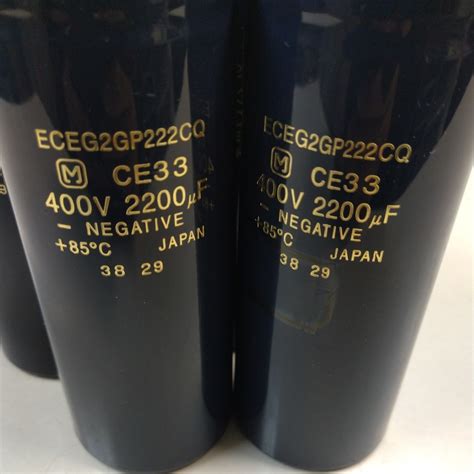 ECEG2GP222CQ
M CE33
400V 2200μF
- NEGATIVE
+85°C JAPAN
38 29
ECEG2GP222CQ
M CE33
400V 2200μF
- NEGATIVE
+85°C JAPAN
38 29